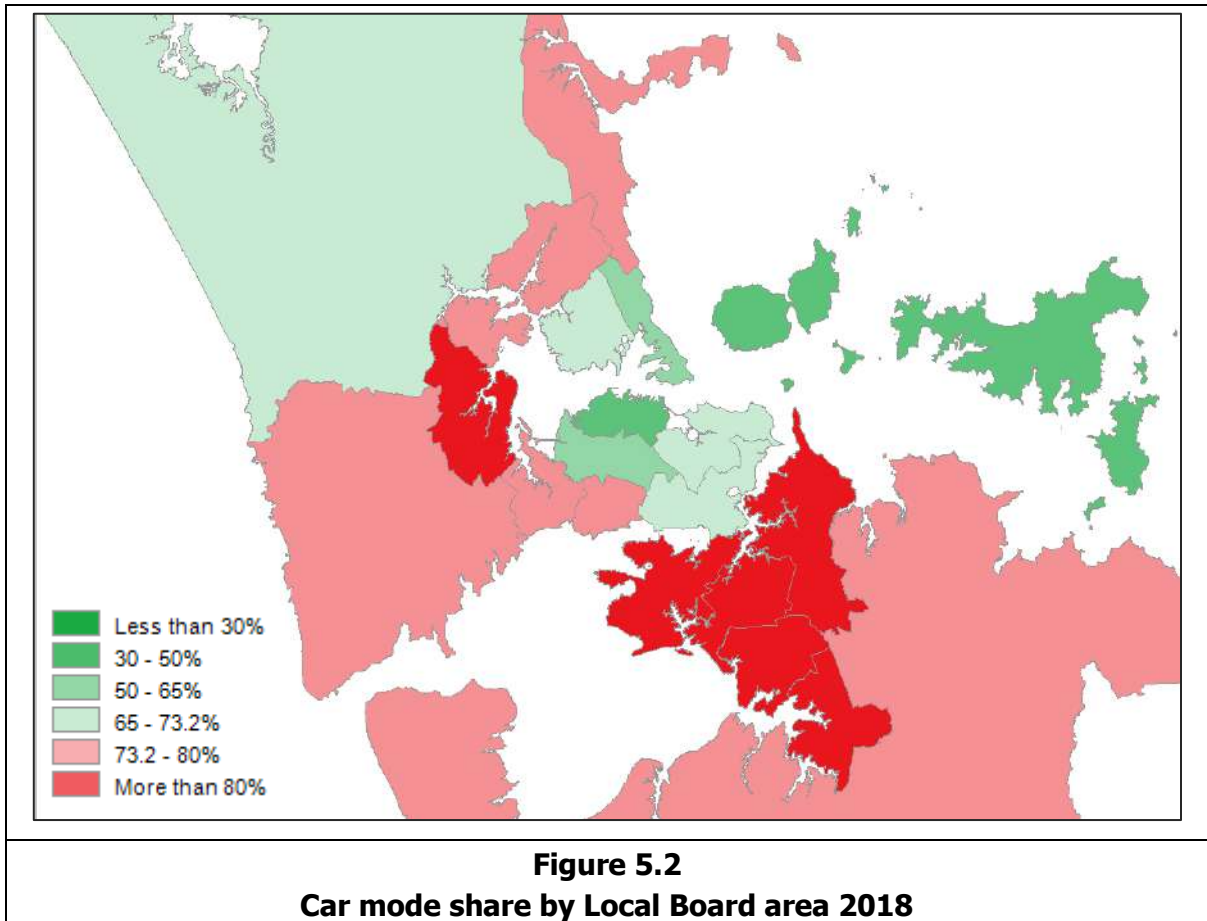 Less than 30%
30 - 50%
50 - 65%
65 - 73.2%
73.2 - 80%
More than 80%
Figure 5.2
Car mode share by Local Board area 2018